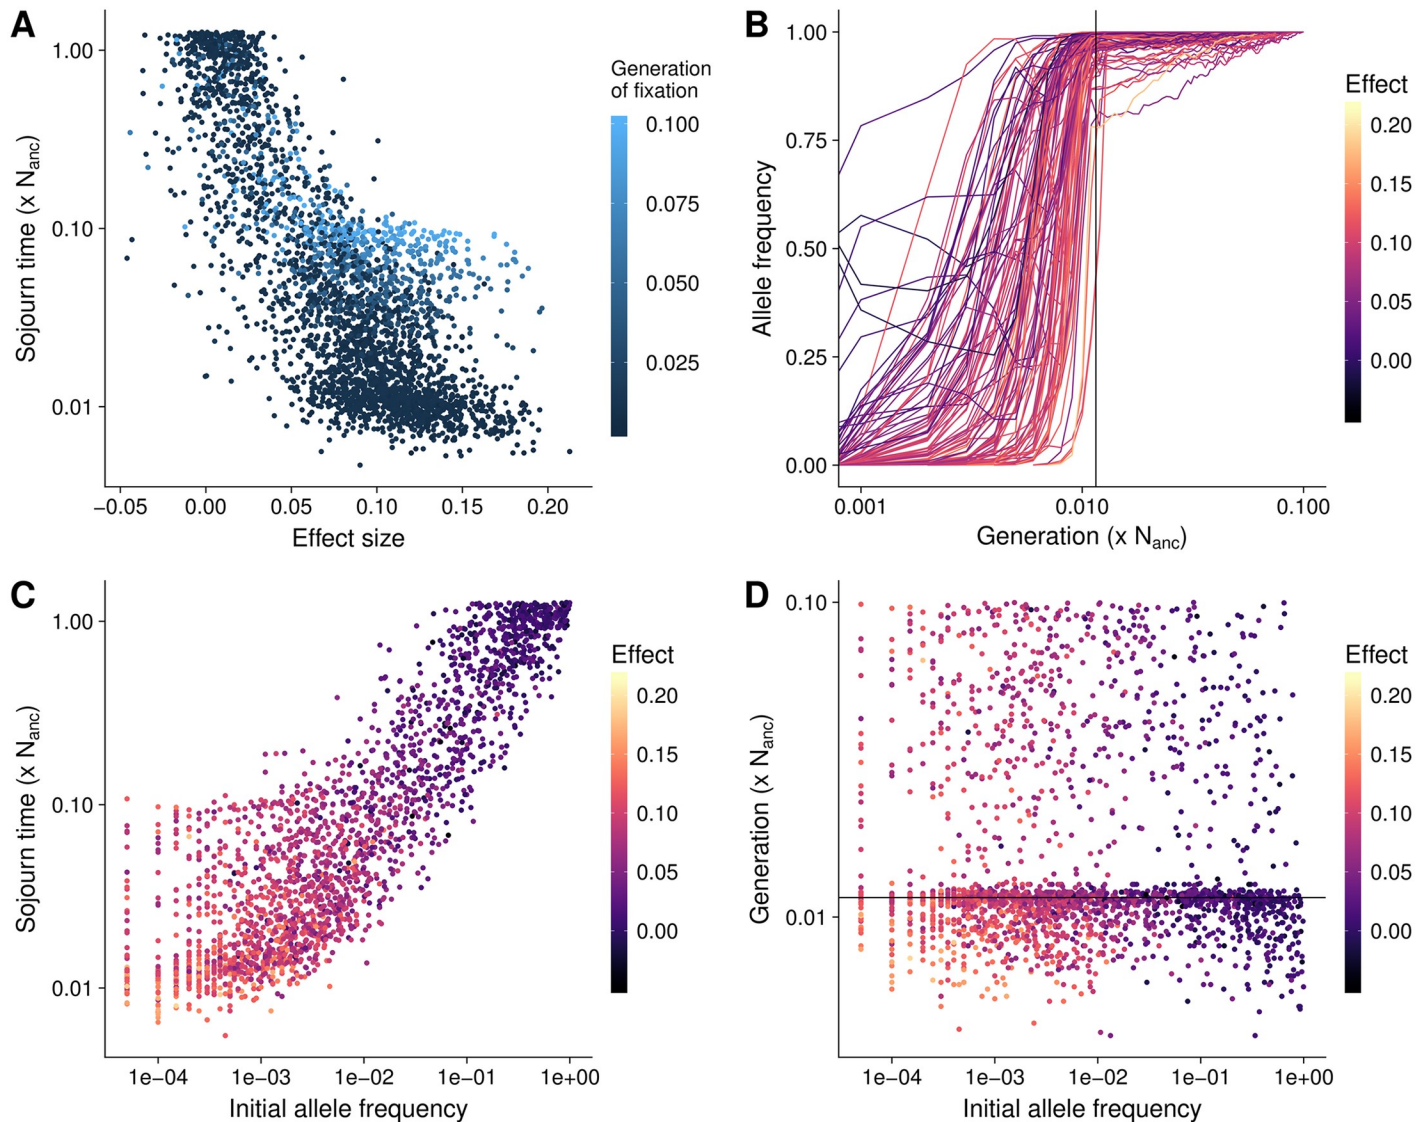 A
Sojourn time (x Nanc)
1.00
0.10
0.01
−0.05 0.00 0.05 0.10 0.15 0.20
Effect size
Generation
of fixation
0.100
0.075
0.050
0.025
B
Allele frequency
1.00
0.75
0.50
0.25
0.00
0.001 0.010 0.100
Generation (x Nanc)
Effect
0.20
0.15
0.10
0.05
0.00
C
Sojourn time (x Nanc)
1.00
0.10
0.01
1e−04 1e−03 1e−02 1e−01 1e+00
Initial allele frequency
Effect
0.20
0.15
0.10
0.05
0.00
D
Generation (x Nanc)
0.10
0.01
1e−04 1e−03 1e−02 1e−01 1e+00
Initial allele frequency
Effect
0.20
0.15
0.10
0.05
0.00